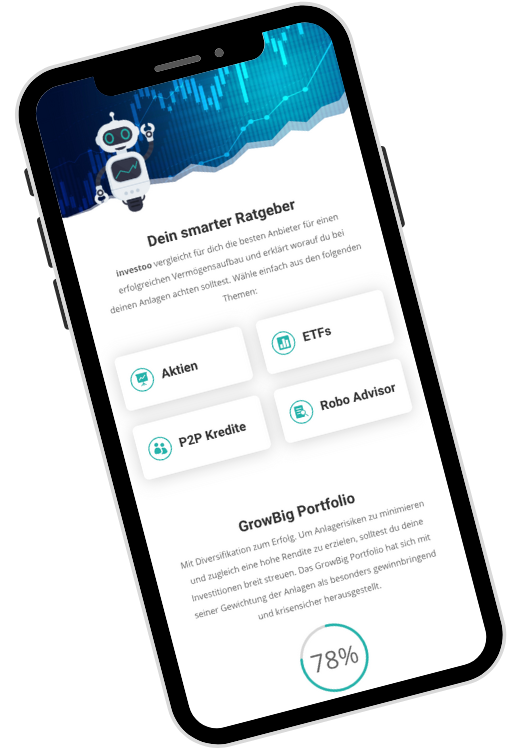 Dein smarter Ratgeber
investoo vergleicht für dich die besten Anbieter für einen
erfolgreichen Vermögensaufbau und erklärt worauf du bei
deinen Anlagen achten solltest. Wähle einfach aus den folgenden
Themen:
Aktien
ETFs
P2P Kredite
Robo Advisor
GrowBig Portfolio
Mit Diversifikation zum Erfolg. Um Anlagerisiken zu minimieren
und zugleich eine hohe Rendite zu erzielen, solltest du deine
Investitionen breit streuen. Das GrowBig Portfolio hat sich mit
seiner Gewichtung der Anlagen als besonders gewinnbringend
und krisensicher herausgestellt.
78%